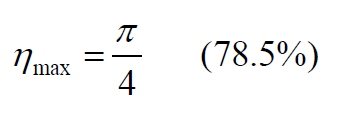 η_max = π/4 (78.5%)